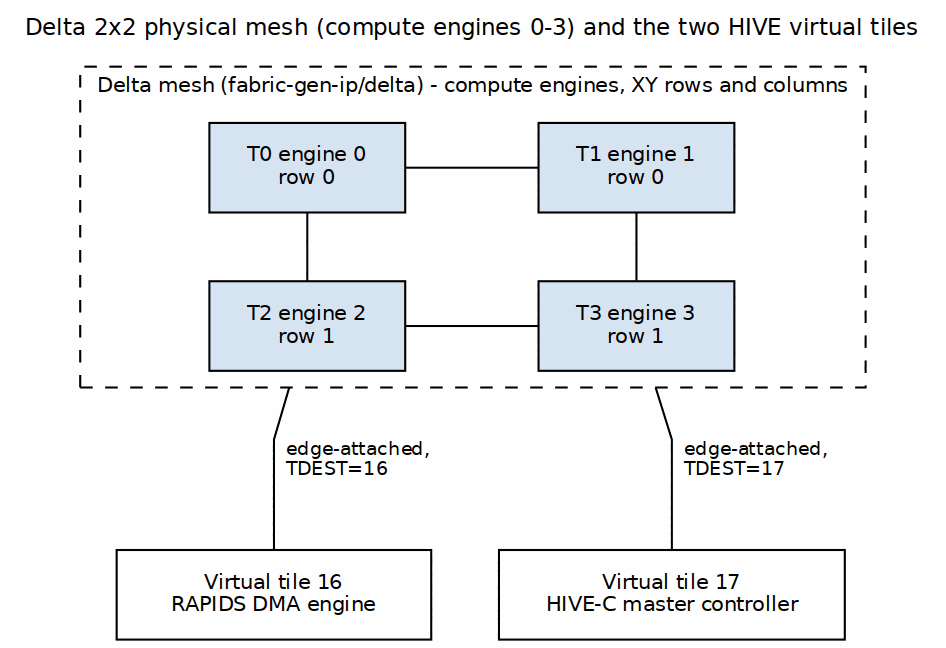 Delta 2x2 physical mesh (compute engines 0-3) and the two HIVE virtual tiles
Delta mesh (fabric-gen-ip/delta) - compute engines, XY rows and columns
T0 engine 0
row 0
T1 engine 1
row 0
T2 engine 2
row 1
T3 engine 3
row 1
edge-attached,
TDEST=16
edge-attached,
TDEST=17
Virtual tile 16
RAPIDS DMA engine
Virtual tile 17
HIVE-C master controller